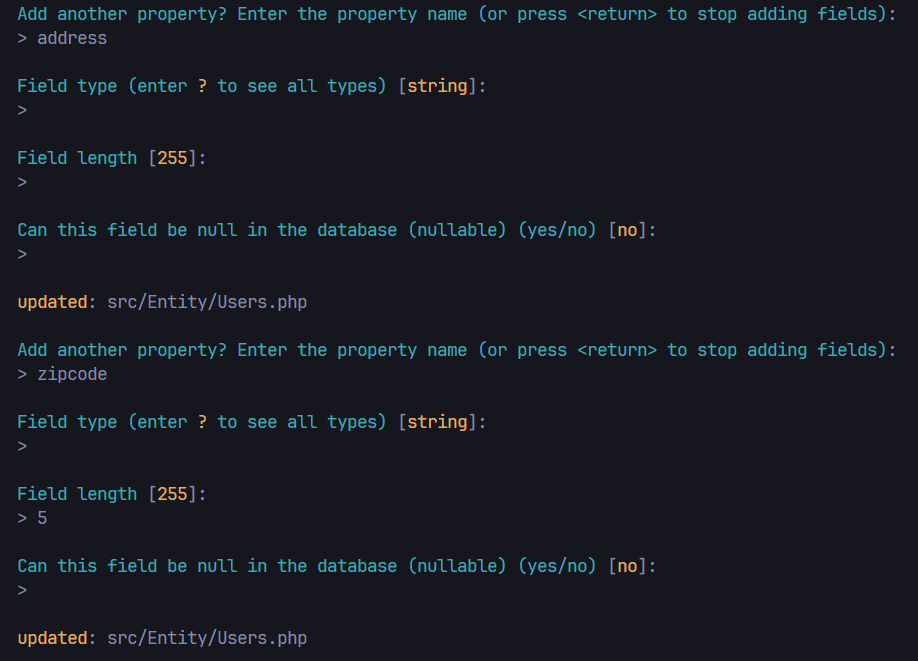 Add another property? Enter the property name (or press <return> to stop adding fields):
> address
Field type (enter ? to see all types) [string]:
>
Field length [255]:
>
Can this field be null in the database (nullable) (yes/no) [no]:
>
updated: src/Entity/Users.php
Add another property? Enter the property name (or press <return> to stop adding fields):
> zipcode
Field type (enter ? to see all types) [string]:
>
Field length [255]:
> 5
Can this field be null in the database (nullable) (yes/no) [no]:
>
updated: src/Entity/Users.php